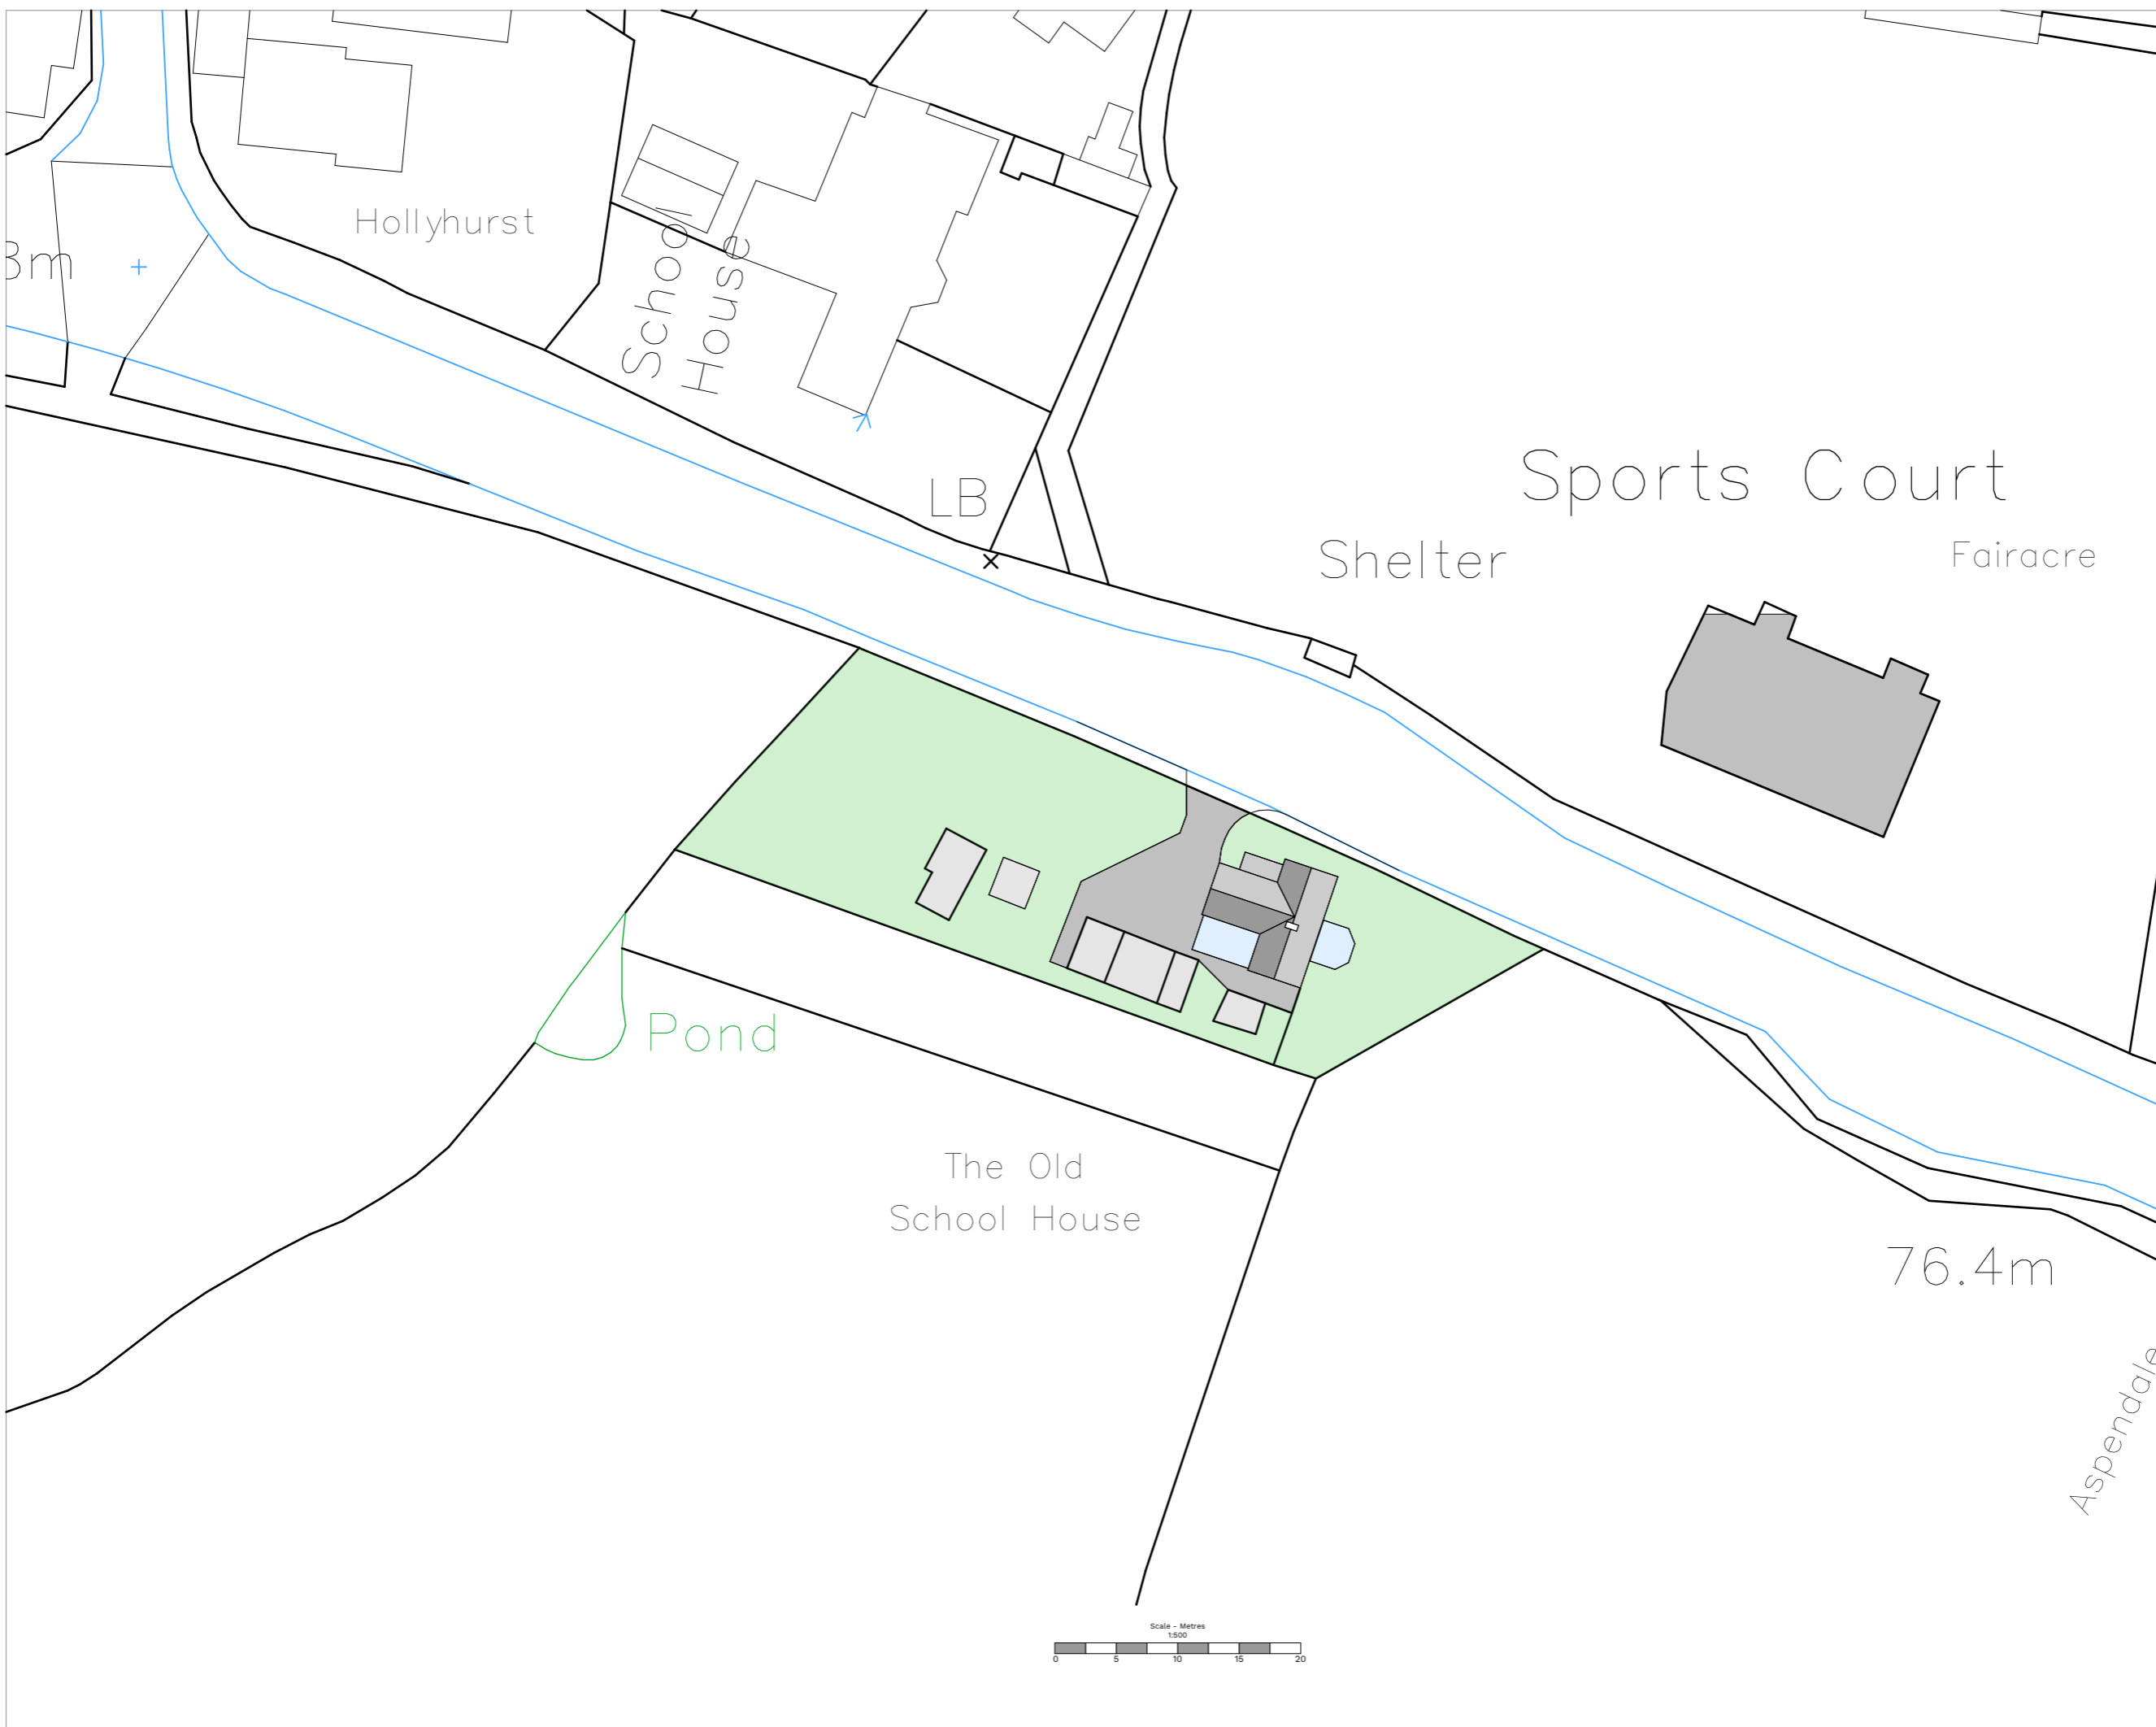 Hollyhurst
School
House
LB
Sports Court
Shelter
Fairacre
Pond
The Old
School House
76.4m
Aspendale
Scale - Metres
1:500
0 5 10 15 20